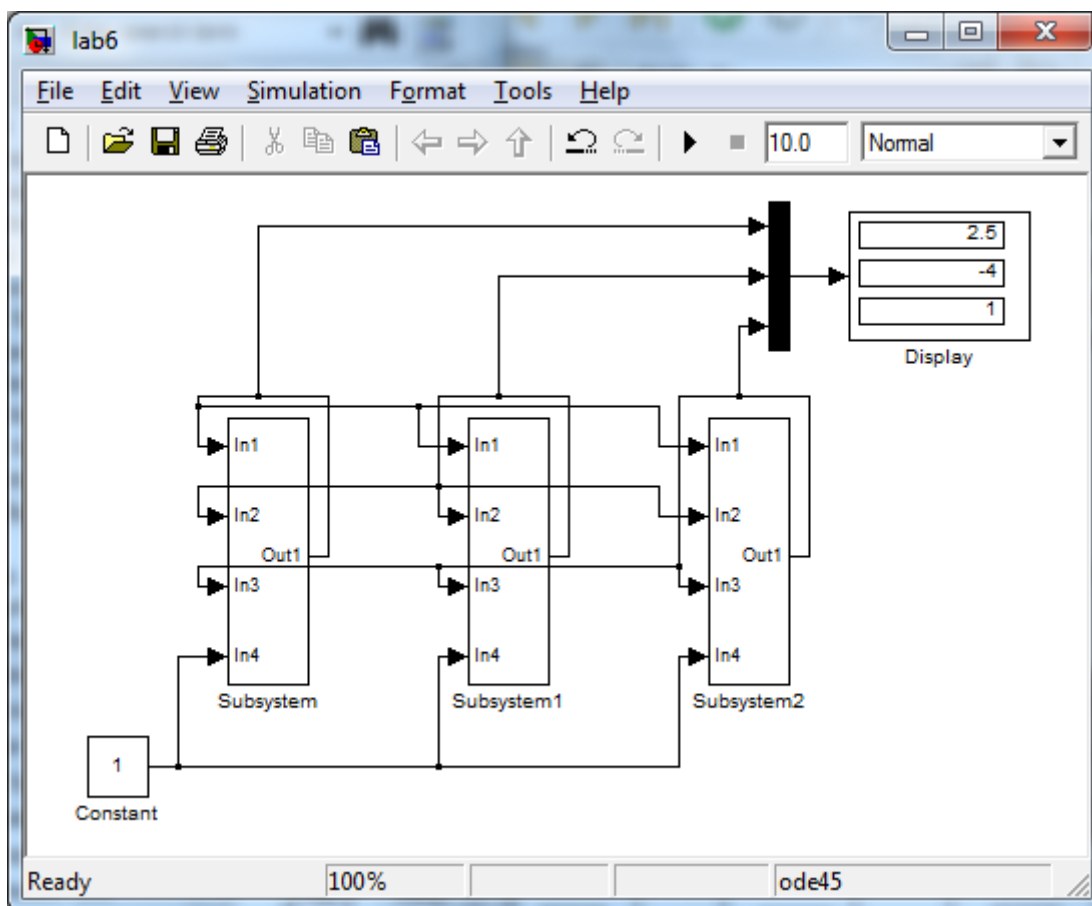 lab6
File Edit View Simulation Format Tools Help
10.0 Normal
2.5
-4
1
Display
In1 In1 In1
In2 In2 In2
Out1 Out1 Out1
In3 In3 In3
In4 In4 In4
Subsystem Subsystem1 Subsystem2
1
Constant
Ready 100% ode45